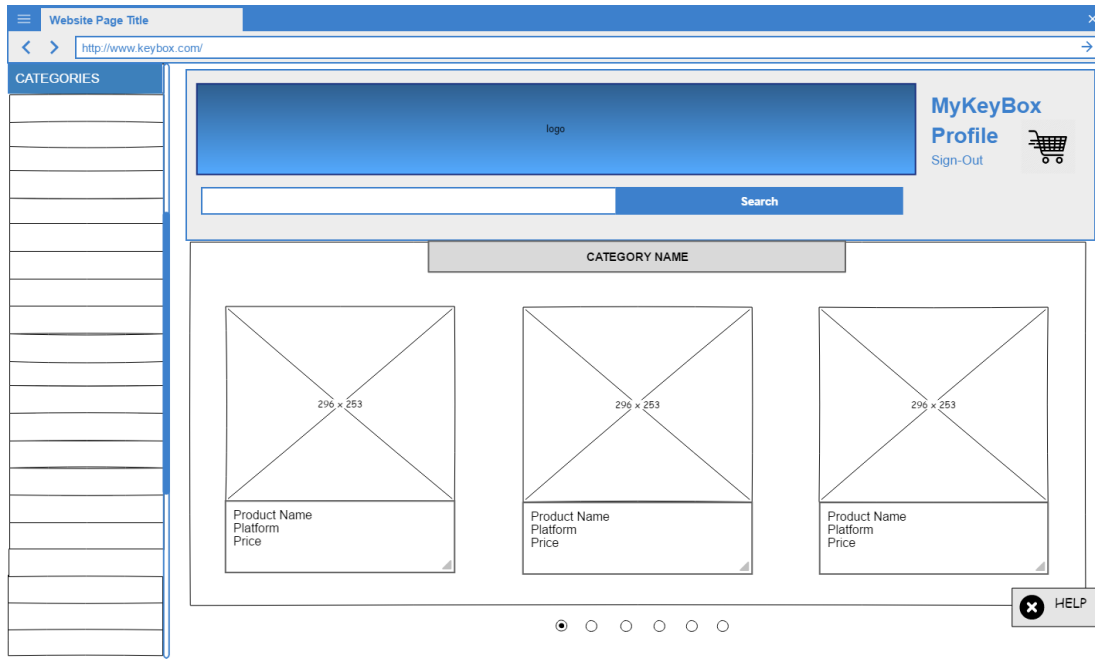 Website Page Title
http://www.keybox.com/
CATEGORIES
logo
MyKeyBox
Profile
Sign-Out
Search
CATEGORY NAME
296 x 253
296 x 253
296 x 253
Product Name
Platform
Price
Product Name
Platform
Price
Product Name
Platform
Price
HELP